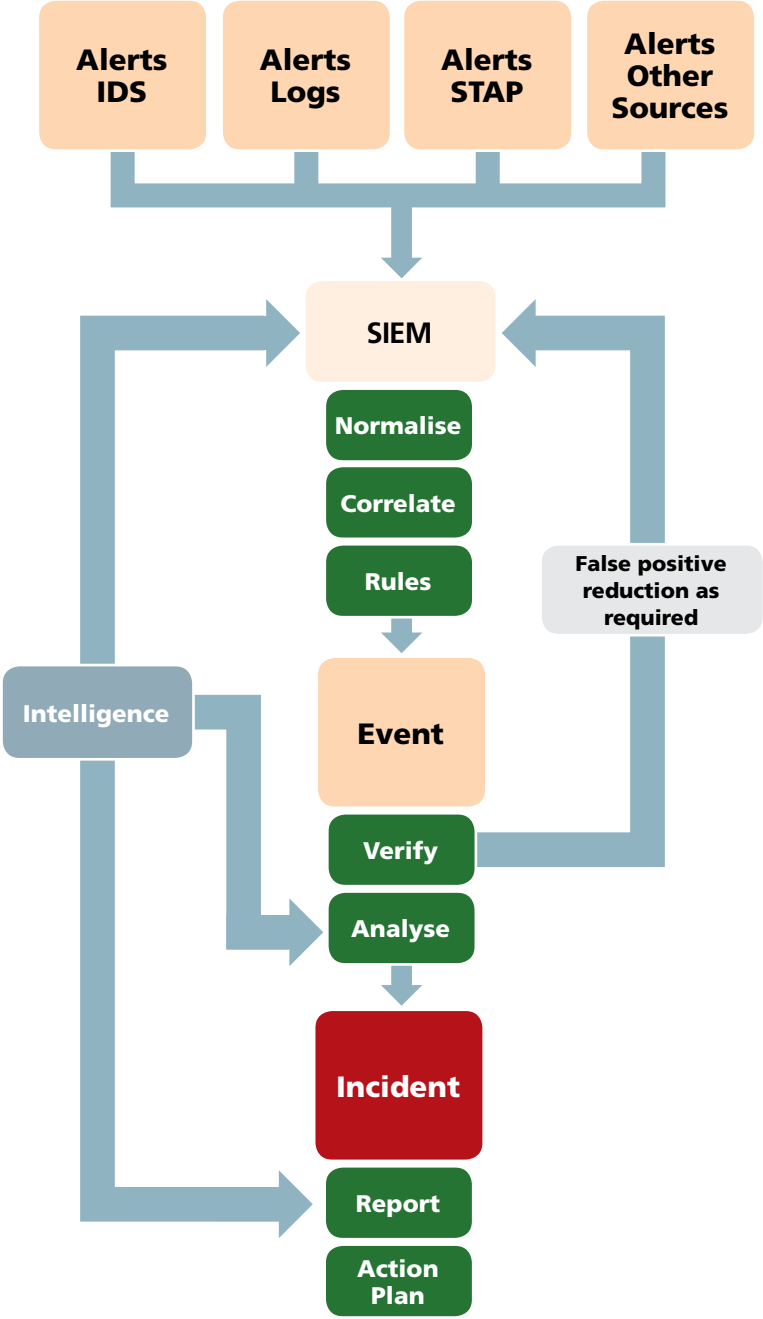 Alerts
IDS
Alerts
Logs
Alerts
STAP
Alerts
Other
Sources
SIEM
Normalise
Correlate
Rules
False positive
reduction as
required
Intelligence
Event
Verify
Analyse
Incident
Report
Action
Plan